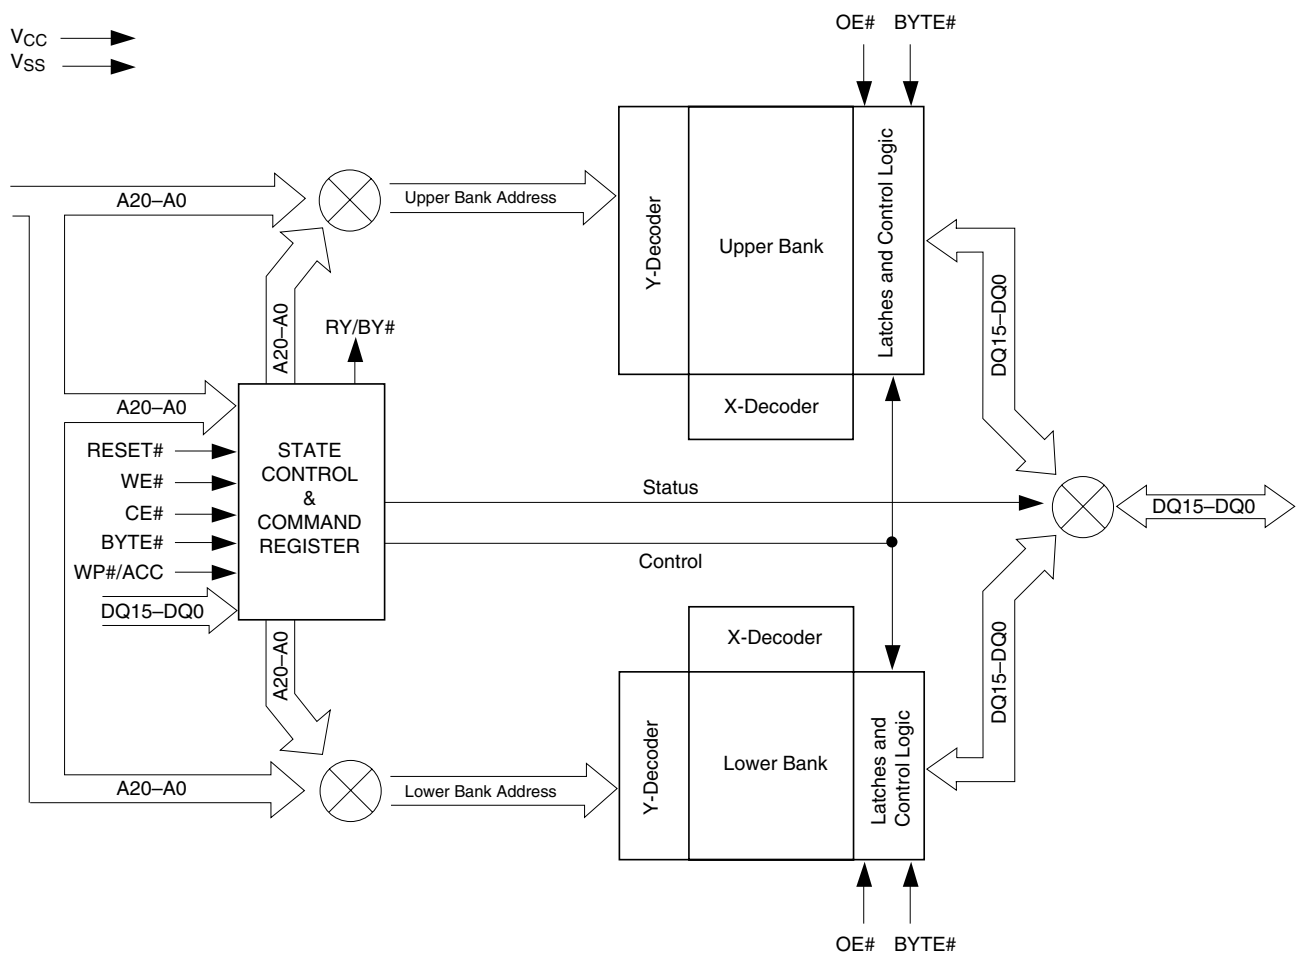 OE# BYTE#
VCC
VSS
A20–A0
Upper Bank Address
Y-Decoder
Upper Bank
Latches and Control Logic
DQ15–DQ0
A20–A0
RY/BY#
X-Decoder
A20–A0
RESET#
WE#
CE#
BYTE#
WP#/ACC
DQ15–DQ0
STATE
CONTROL
&
COMMAND
REGISTER
Status
Control
DQ15–DQ0
A20–A0
X-Decoder
DQ15–DQ0
Y-Decoder
Lower Bank
Latches and
Control Logic
A20–A0
Lower Bank Address
OE# BYTE#